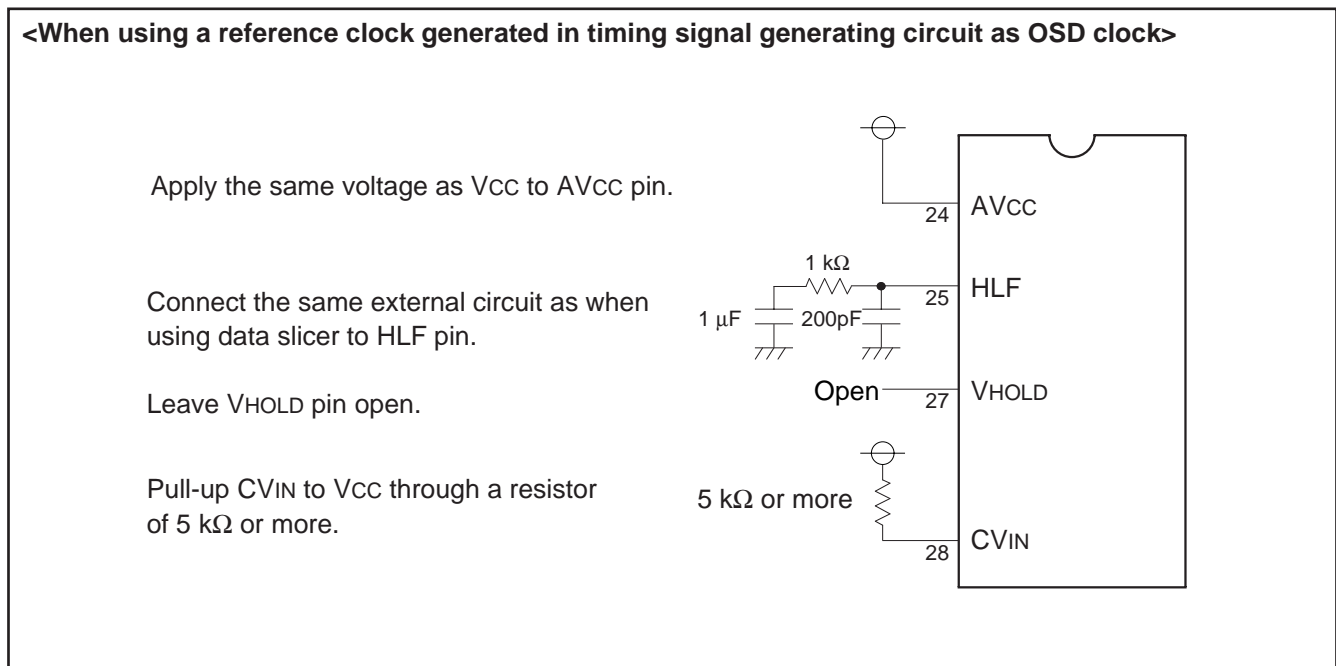 <When using a reference clock generated in timing signal generating circuit as OSD clock>
Apply the same voltage as VCC to AVCC pin.
24 AVCC
Connect the same external circuit as when
using data slicer to HLF pin.
1 kΩ
1 μF
200pF
25 HLF
Leave VHOLD pin open.
Open
27 VHOLD
Pull-up CVIN to VCC through a resistor
of 5 kΩ or more.
5 kΩ or more
28 CVIN